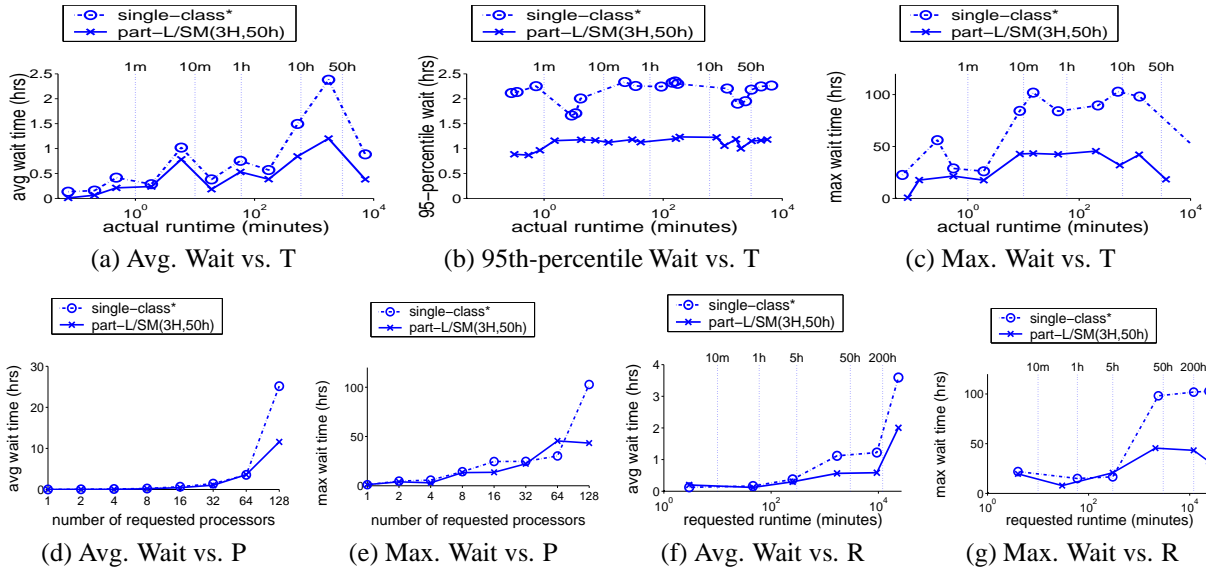 single−class*
part−L/SM(3H,50h)
avg wait time (hrs)
2.5
2
1.5
1
0.5
0
1m
10m
1h
10h
50h
10^0
10^2
10^4
actual runtime (minutes)
(a) Avg. Wait vs. T
single−class*
part−L/SM(3H,50h)
95−percentile wait (hrs)
2.5
2
1.5
1
0.5
0
1m
10m
1h
10h
50h
10^0
10^2
10^4
actual runtime (minutes)
(b) 95th-percentile Wait vs. T
single−class*
part−L/SM(3H,50h)
max wait time (hrs)
100
50
0
1m
10m
1h
10h
50h
10^0
10^2
10^4
actual runtime (minutes)
(c) Max. Wait vs. T
single−class*
part−L/SM(3H,50h)
avg wait time (hrs)
30
20
10
0
1 2 4 8 16 32 64 128
number of requested processors
(d) Avg. Wait vs. P
single−class*
part−L/SM(3H,50h)
max wait time (hrs)
100
50
0
1 2 4 8 16 32 64 128
number of requested processors
(e) Max. Wait vs. P
single−class*
part−L/SM(3H,50h)
avg wait time (hrs)
4
3
2
1
0
10m
1h
5h
50h
200h
10^0
10^2
10^4
requested runtime (minutes)
(f) Avg. Wait vs. R
single−class*
part−L/SM(3H,50h)
max wait time (hrs)
100
50
0
10m
1h
5h
50h
200h
10^0
10^2
10^4
requested runtime (minutes)
(g) Max. Wait vs. R